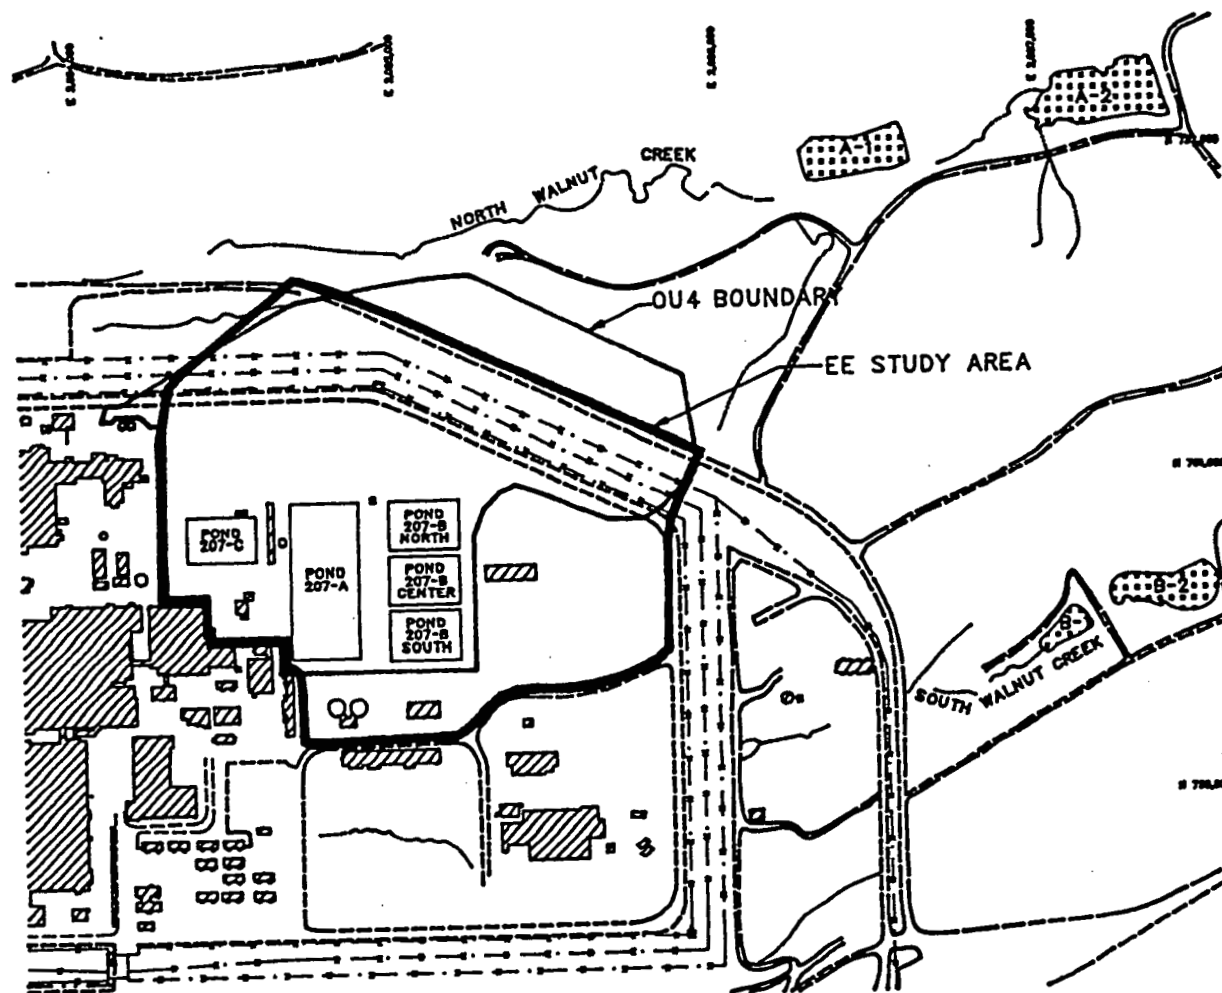 A-2
A-1
CREEK
WALNUT
NORTH
OU4 BOUNDARY
EE STUDY AREA
POND
207-C
POND
207-A
POND
207-B
NORTH
POND
207-B
CENTER
POND
207-B
SOUTH
B-2
SOUTH WALNUT CREEK